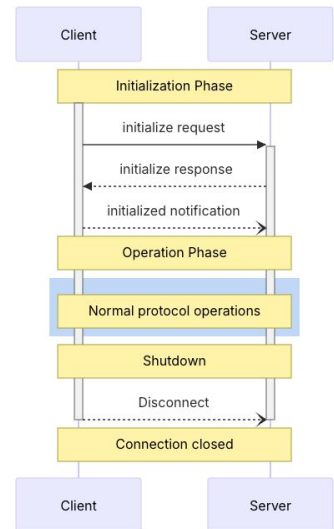 Client
Server
Initialization Phase
initialize request
initialize response
initialized notification
Operation Phase
Normal protocol operations
Shutdown
Disconnect
Connection closed
Client
Server